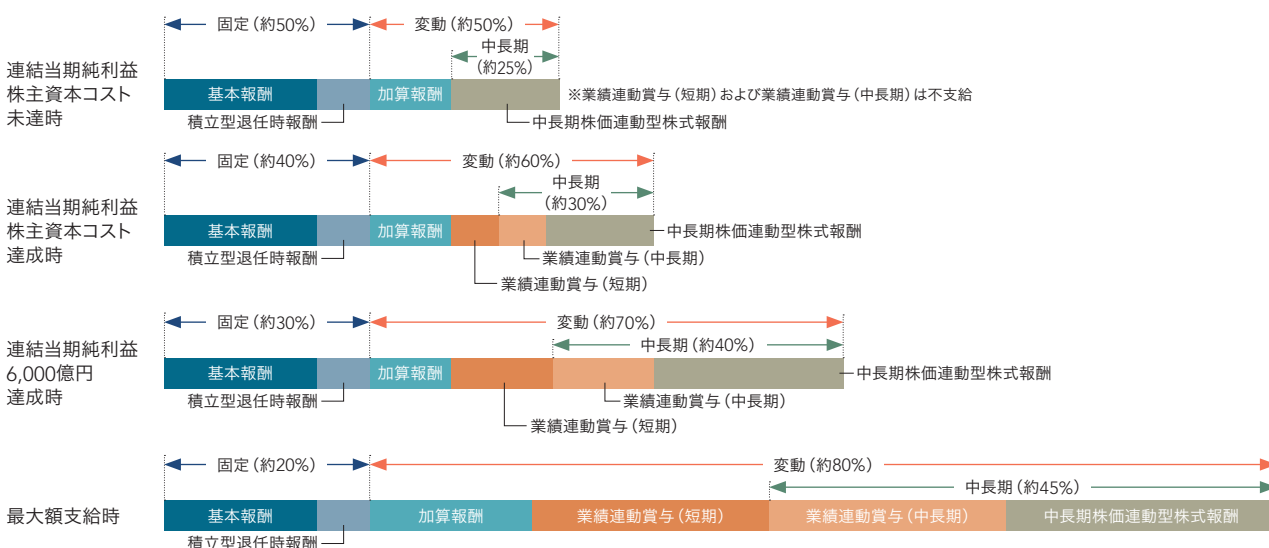 固定（約50%）
変動（約50%）
中長期
（約25%）
連結当期純利益
株主資本コスト
未達時
基本報酬
加算報酬
※業績連動賞与（短期）および業績連動賞与（中長期）は不支給
積立型退任時報酬
中長期株価連動型株式報酬
固定（約40%）
変動（約60%）
中長期
（約30%）
連結当期純利益
株主資本コスト
達成時
基本報酬
加算報酬
中長期株価連動型株式報酬
積立型退任時報酬
業績連動賞与（中長期）
業績連動賞与（短期）
固定（約30%）
変動（約70%）
中長期（約40%）
連結当期純利益
6,000億円
達成時
基本報酬
加算報酬
中長期株価連動型株式報酬
積立型退任時報酬
業績連動賞与（中長期）
業績連動賞与（短期）
固定（約20%）
変動（約80%）
中長期（約45%）
最大額支給時
基本報酬
加算報酬
業績連動賞与（短期）
業績連動賞与（中長期）
中長期株価連動型株式報酬
積立型退任時報酬